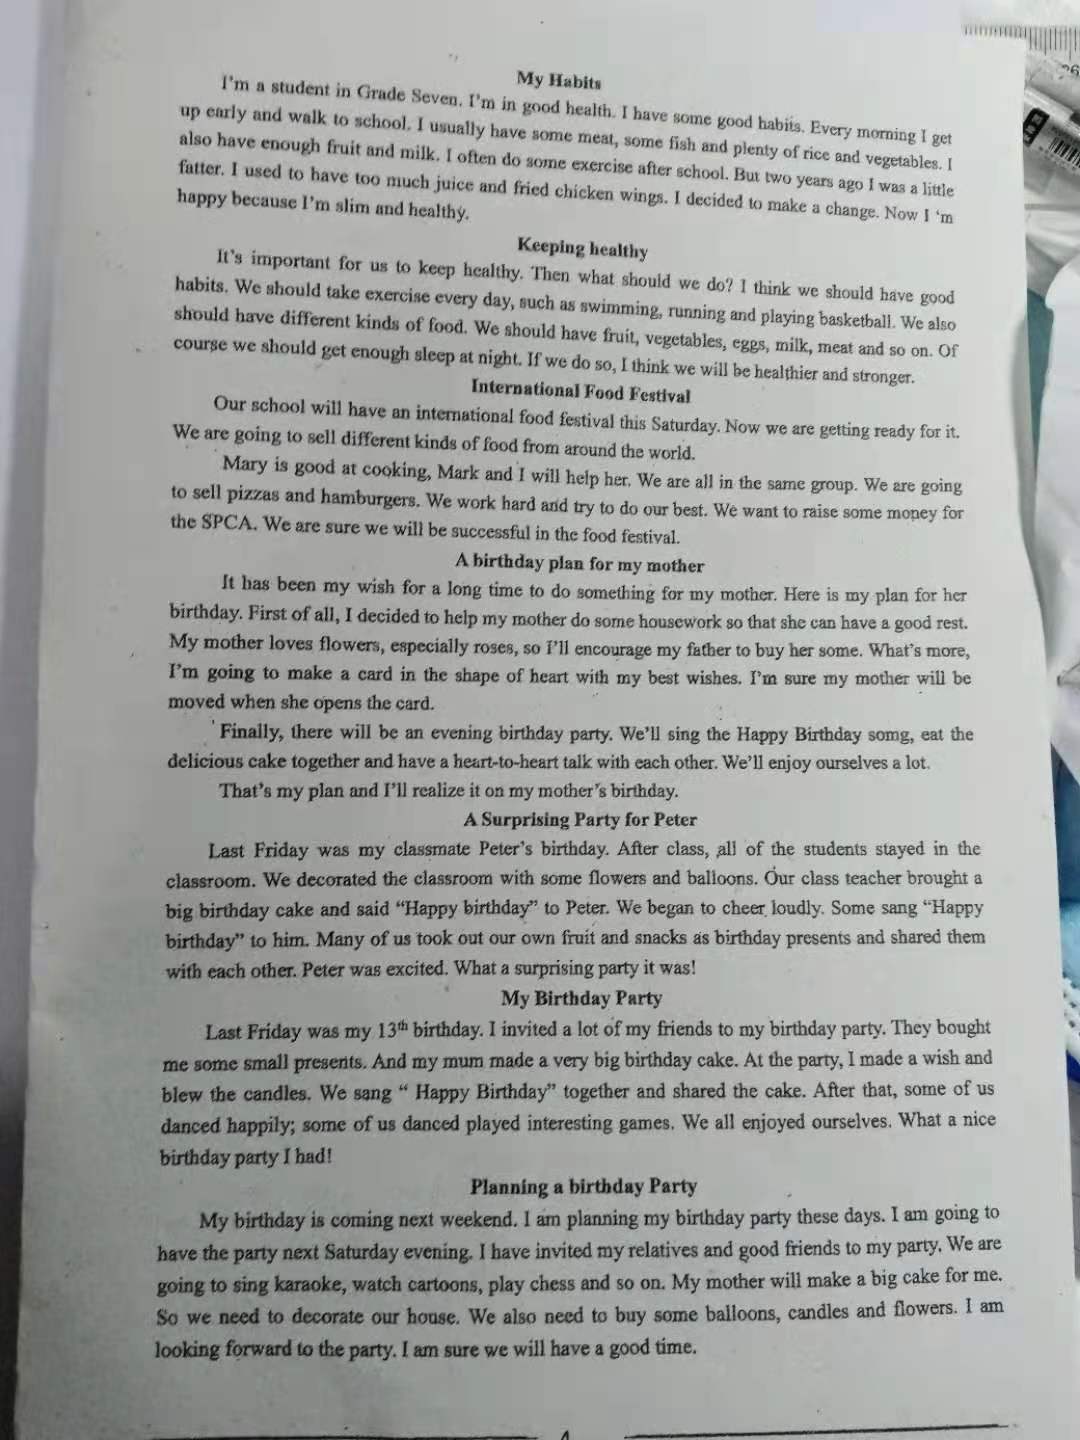 My Habits
I'm a student in Grade Seven. I'm in good health. I have some good habits. Every morning I get
up early and walk to school. I usually have some meat, some fish and plenty of rice and vegetables. I
also have enough fruit and milk. I often do some exercise after school. But two years ago I was a little
fatter. I used to have too much juice and fried chicken wings. I decided to make a change. Now I 'm
happy because I'm slim and healthy.
Keeping healthy
It's important for us to keep healthy. Then what should we do? I think we should have good
habits. We should take exercise every day, such as swimming, running and playing basketball. We also
should have different kinds of food. We should have fruit, vegetables, eggs, milk, meat and so on. Of
course we should get enough sleep at night. If we do so, I think we will be healthier and stronger.
International Food Festival
Our school will have an international food festival this Saturday. Now we are getting ready for it.
We are going to sell different kinds of food from around the world.
Mary is good at cooking, Mark and I will help her. We are all in the same group. We are going
to sell pizzas and hamburgers. We work hard and try to do our best. We want to raise some money for
the SPCA. We are sure we will be successful in the food festival.
A birthday plan for my mother
It has been my wish for a long time to do something for my mother. Here is my plan for her
birthday. First of all, I decided to help my mother do some housework so that she can have a good rest.
My mother loves flowers, especially roses, so I'll encourage my father to buy her some. What's more,
I'm going to make a card in the shape of heart with my best wishes. I'm sure my mother will be
moved when she opens the card.
Finally, there will be an evening birthday party. We'll sing the Happy Birthday somg, eat the
delicious cake together and have a heart-to-heart talk with each other. We'll enjoy ourselves a lot.
That's my plan and I'll realize it on my mother's birthday.
A Surprising Party for Peter
Last Friday was my classmate Peter's birthday. After class, all of the students stayed in the
classroom. We decorated the classroom with some flowers and balloons. Our class teacher brought a
big birthday cake and said “Happy birthday” to Peter. We began to cheer loudly. Some sang “Happy
birthday” to him. Many of us took out our own fruit and snacks as birthday presents and shared them
with each other. Peter was excited. What a surprising party it was!
My Birthday Party
Last Friday was my 13th birthday. I invited a lot of my friends to my birthday party. They bought
me some small presents. And my mum made a very big birthday cake. At the party, I made a wish and
blew the candles. We sang “ Happy Birthday” together and shared the cake. After that, some of us
danced happily; some of us danced played interesting games. We all enjoyed ourselves. What a nice
birthday party I had!
Planning a birthday Party
My birthday is coming next weekend. I am planning my birthday party these days. I am going to
have the party next Saturday evening. I have invited my relatives and good friends to my party. We are
going to sing karaoke, watch cartoons, play chess and so on. My mother will make a big cake for me.
So we need to decorate our house. We also need to buy some balloons, candles and flowers. I am
looking forward to the party. I am sure we will have a good time.